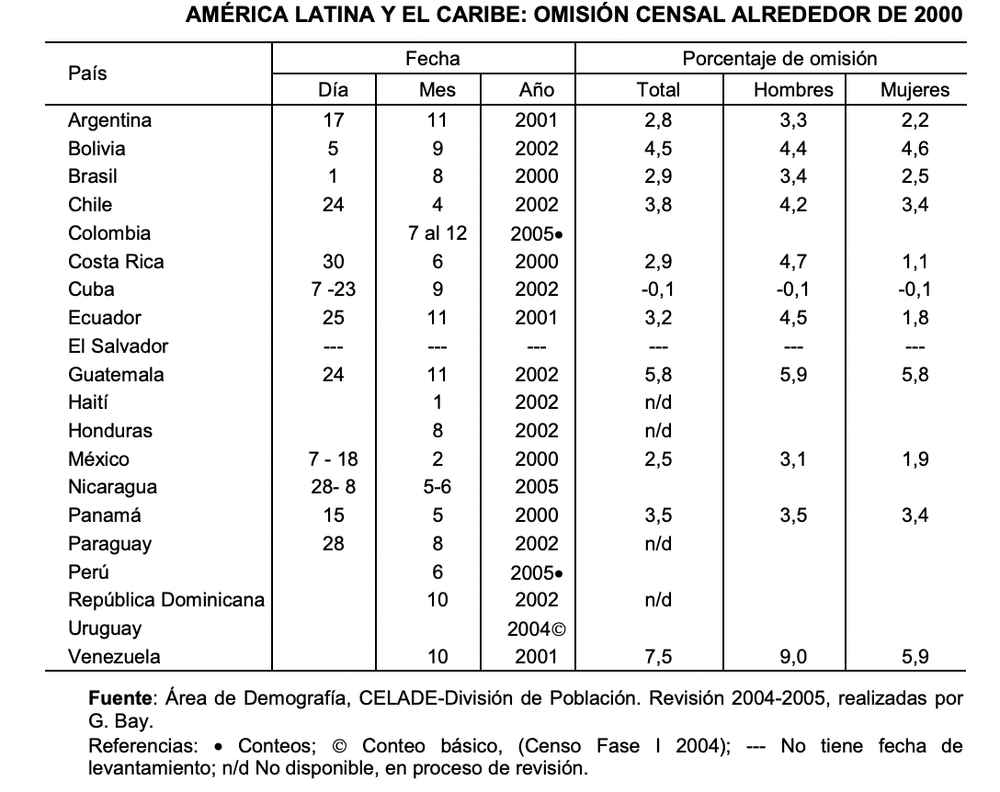 AMÉRICA LATINA Y EL CARIBE: OMISIÓN CENSAL ALREDEDOR DE 2000
País Fecha Porcentaje de omisión
Día Mes Año Total Hombres Mujeres
Argentina 17 11 2001 2,8 3,3 2,2
Bolivia 5 9 2002 4,5 4,4 4,6
Brasil 1 8 2000 2,9 3,4 2,5
Chile 24 4 2002 3,8 4,2 3,4
Colombia 7 al 12 2005•
Costa Rica 30 6 2000 2,9 4,7 1,1
Cuba 7 -23 9 2002 -0,1 -0,1 -0,1
Ecuador 25 11 2001 3,2 4,5 1,8
El Salvador --- --- --- --- --- ---
Guatemala 24 11 2002 5,8 5,9 5,8
Haití 1 2002 n/d
Honduras 8 2002 n/d
México 7 - 18 2 2000 2,5 3,1 1,9
Nicaragua 28- 8 5-6 2005
Panamá 15 5 2000 3,5 3,5 3,4
Paraguay 28 8 2002 n/d
Perú 6 2005•
República Dominicana 10 2002 n/d
Uruguay 2004©
Venezuela 10 2001 7,5 9,0 5,9
Fuente: Área de Demografía, CELADE-División de Población. Revisión 2004-2005, realizadas por
G. Bay.
Referencias: • Conteos; © Conteo básico, (Censo Fase I 2004); --- No tiene fecha de
levantamiento; n/d No disponible, en proceso de revisión.